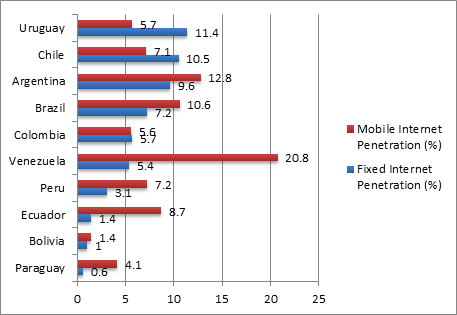 Uruguay
5.7
11.4
Chile
7.1
10.5
Argentina
12.8
9.6
Brazil
10.6
7.2
Colombia
5.6
5.7
Venezuela
20.8
5.4
Peru
7.2
3.1
Ecuador
8.7
1.4
Bolivia
1.4
1
Paraguay
4.1
0.6
0 5 10 15 20 25
Mobile Internet
Penetration (%)
Fixed Internet
Penetration (%)